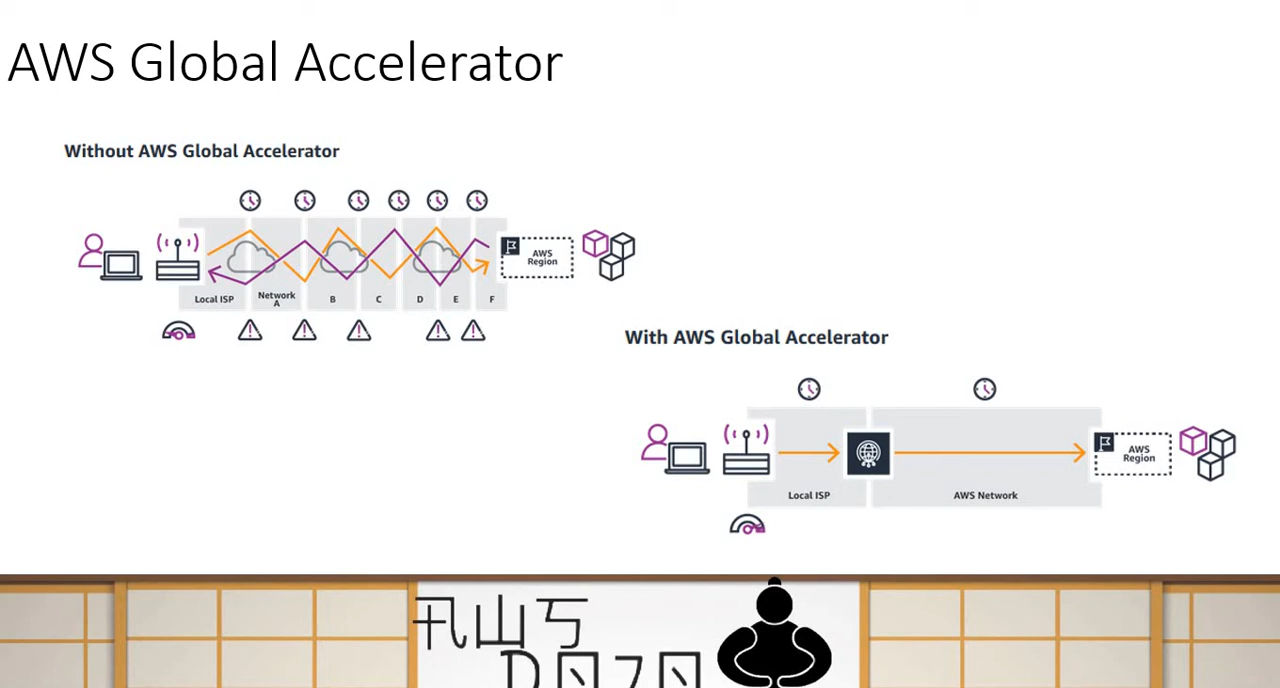 AWS Global Accelerator
Without AWS Global Accelerator
AWS
Region
Local ISP
Network
A
B
C
D
E
F
With AWS Global Accelerator
AWS
Region
Local ISP
AWS Network